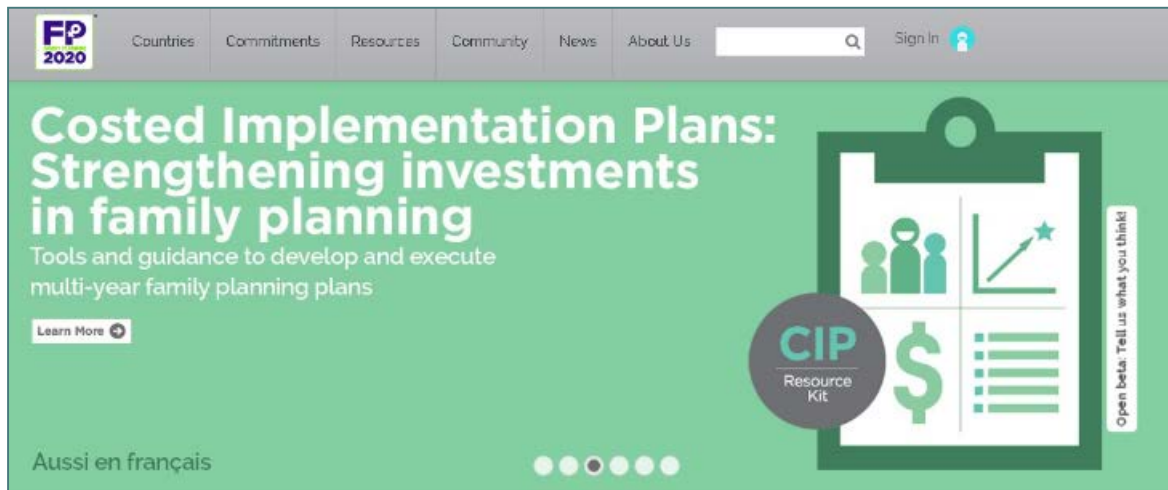 FP
2020
Countries
Commitments
Resources
Community
News
About Us
Sign In
Costed Implementation Plans:
Strengthening investments
in family planning
Tools and guidance to develop and execute
multi-year family planning plans
Learn More
CIP
Resource
Kit
$
Open beta: Tell us what you think!
Aussi en français